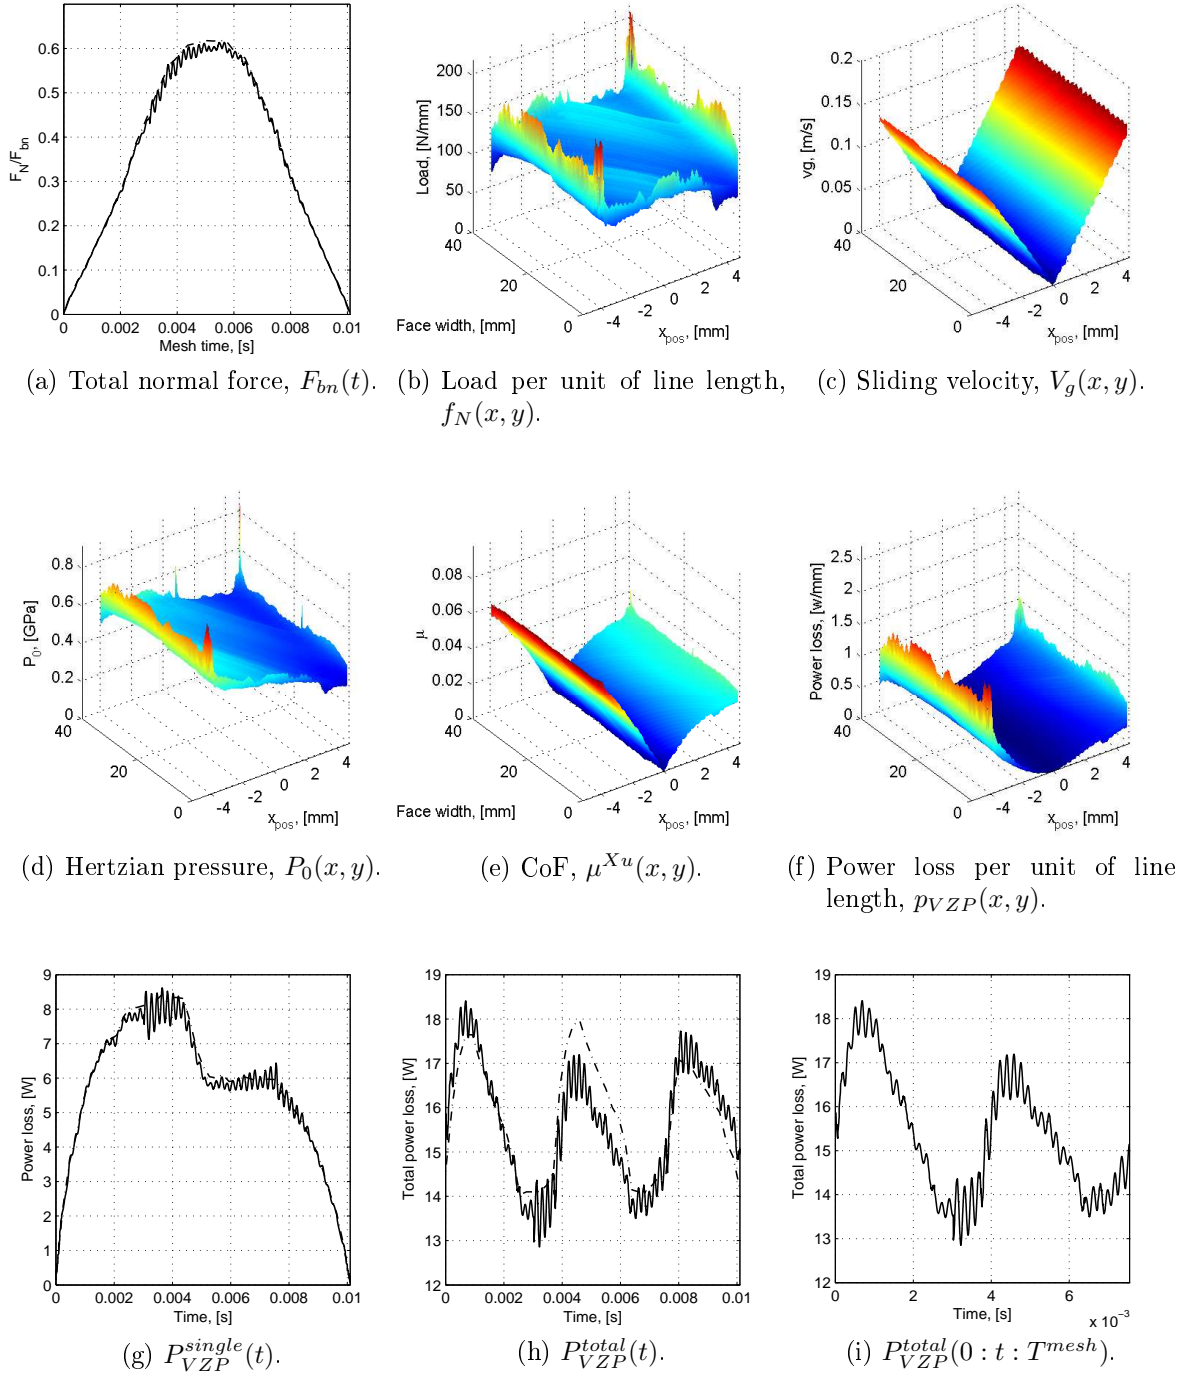 0.6
0.5
0.4
0.3
0.2
0.1
0
F_N/F_bn
0 0.002 0.004 0.006 0.008 0.01
Mesh time, [s]
200
150
100
50
0
Load, [N/mm]
40
20
0
Face width, [mm]
-4 -2 0 2 4
x_pos, [mm]
0.2
0.15
0.1
0.05
0
vg, [m/s]
40
20
0
-4 -2 0 2 4
x_pos, [mm]
(a) Total normal force, F_bn(t).
(b) Load per unit of line length,
f_N(x, y).
(c) Sliding velocity, V_g(x, y).
0.8
0.6
0.4
0.2
0
P_0, [GPa]
40
20
0
-4 -2 0 2 4
x_pos, [mm]
0.08
0.06
0.04
0.02
0
μ
40
20
0
Face width, [mm]
-4 -2 0 2 4
x_pos, [mm]
2.5
2
1.5
1
0.5
0
Power loss, [w/mm]
40
20
0
-4 -2 0 2 4
x_pos, [mm]
(d) Hertzian pressure, P_0(x, y).
(e) CoF, μ^Xu(x, y).
(f) Power loss per unit of line
length, p_VZP(x, y).
9
8
7
6
5
4
3
2
1
0
Power loss, [W]
0 0.002 0.004 0.006 0.008 0.01
Time, [s]
19
18
17
16
15
14
13
12
Total power loss, [W]
0 0.002 0.004 0.006 0.008 0.01
Time, [s]
19
18
17
16
15
14
13
12
Total power loss, [W]
0 2 4 6
Time, [s]
x 10^-3
(g) P_VZP^single(t).
(h) P_VZP^total(t).
(i) P_VZP^total(0 : t : T^mesh).